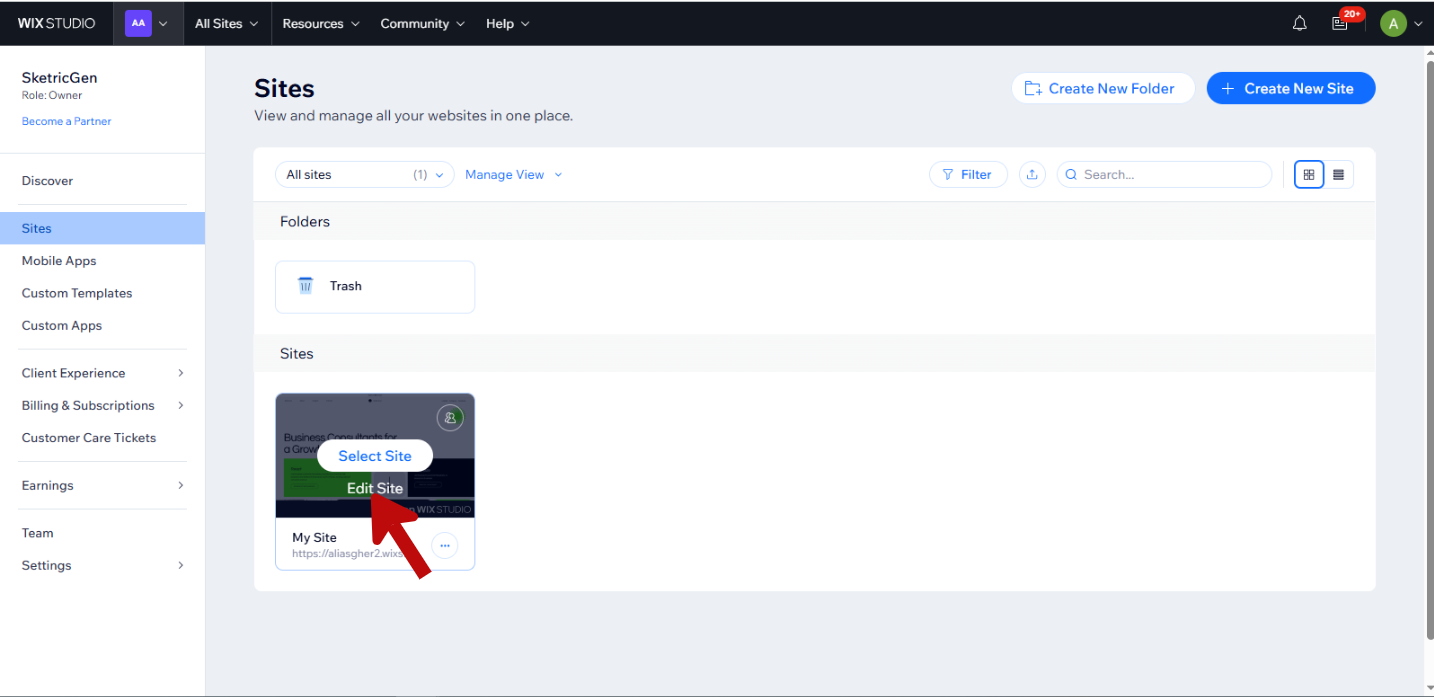 WIX STUDIO
AA
All Sites
Resources
Community
Help
20+
A
SketricGen
Role: Owner
Become a Partner
Discover
Sites
Mobile Apps
Custom Templates
Custom Apps
Client Experience
Billing & Subscriptions
Customer Care Tickets
Earnings
Team
Settings
Sites
View and manage all your websites in one place.
Create New Folder
+ Create New Site
All sites (1)
Manage View
Filter
Search...
Folders
Trash
Sites
Business Consultants for
a Grow
Select Site
Edit Site
on WIX STUDIO
My Site
https://aliasgher2.wixs